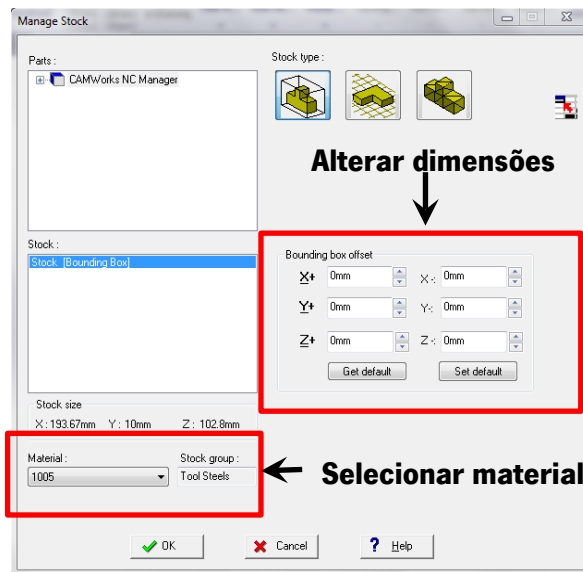 Manage Stock
Parts :
CAMWorks NC Manager
Stock type :
Alterar dimensões
Stock :
Stock [Bounding Box]
Bounding box offset
X+ 0mm X-: 0mm
Y+ 0mm Y-: 0mm
Z+ 0mm Z-: 0mm
Get default Set default
Stock size
X : 193.67mm Y : 10mm Z : 102.8mm
Material : Stock group :
1005 Tool Steels
Selecionar material
OK Cancel ? Help